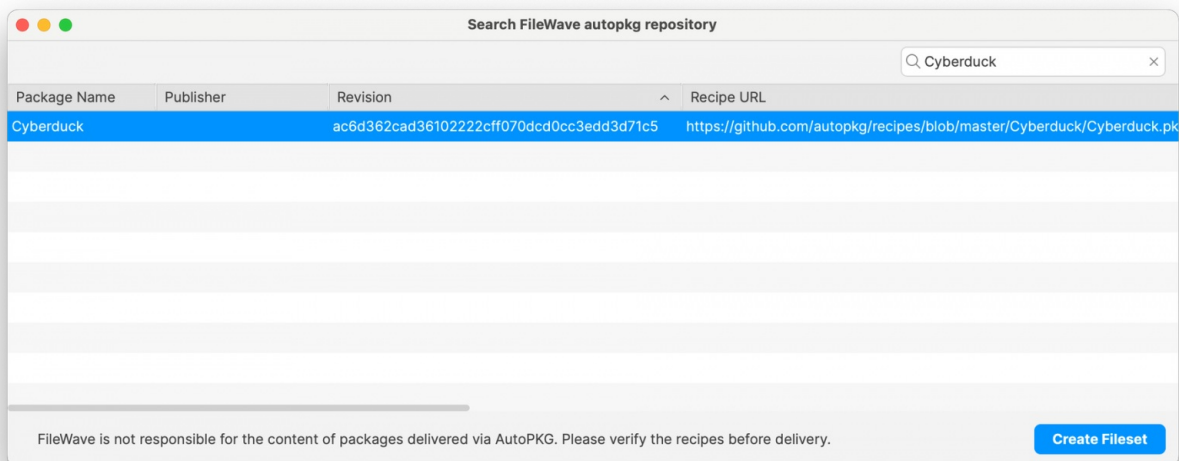 Search FileWave autopkg repository
Cyberduck
Package Name Publisher Revision Recipe URL
Cyberduck ac6d362cad36102222cff070dcd0cc3edd3d71c5 https://github.com/autopkg/recipes/blob/master/Cyberduck/Cyberduck.pk
FileWave is not responsible for the content of packages delivered via AutoPKG. Please verify the recipes before delivery.
Create Fileset